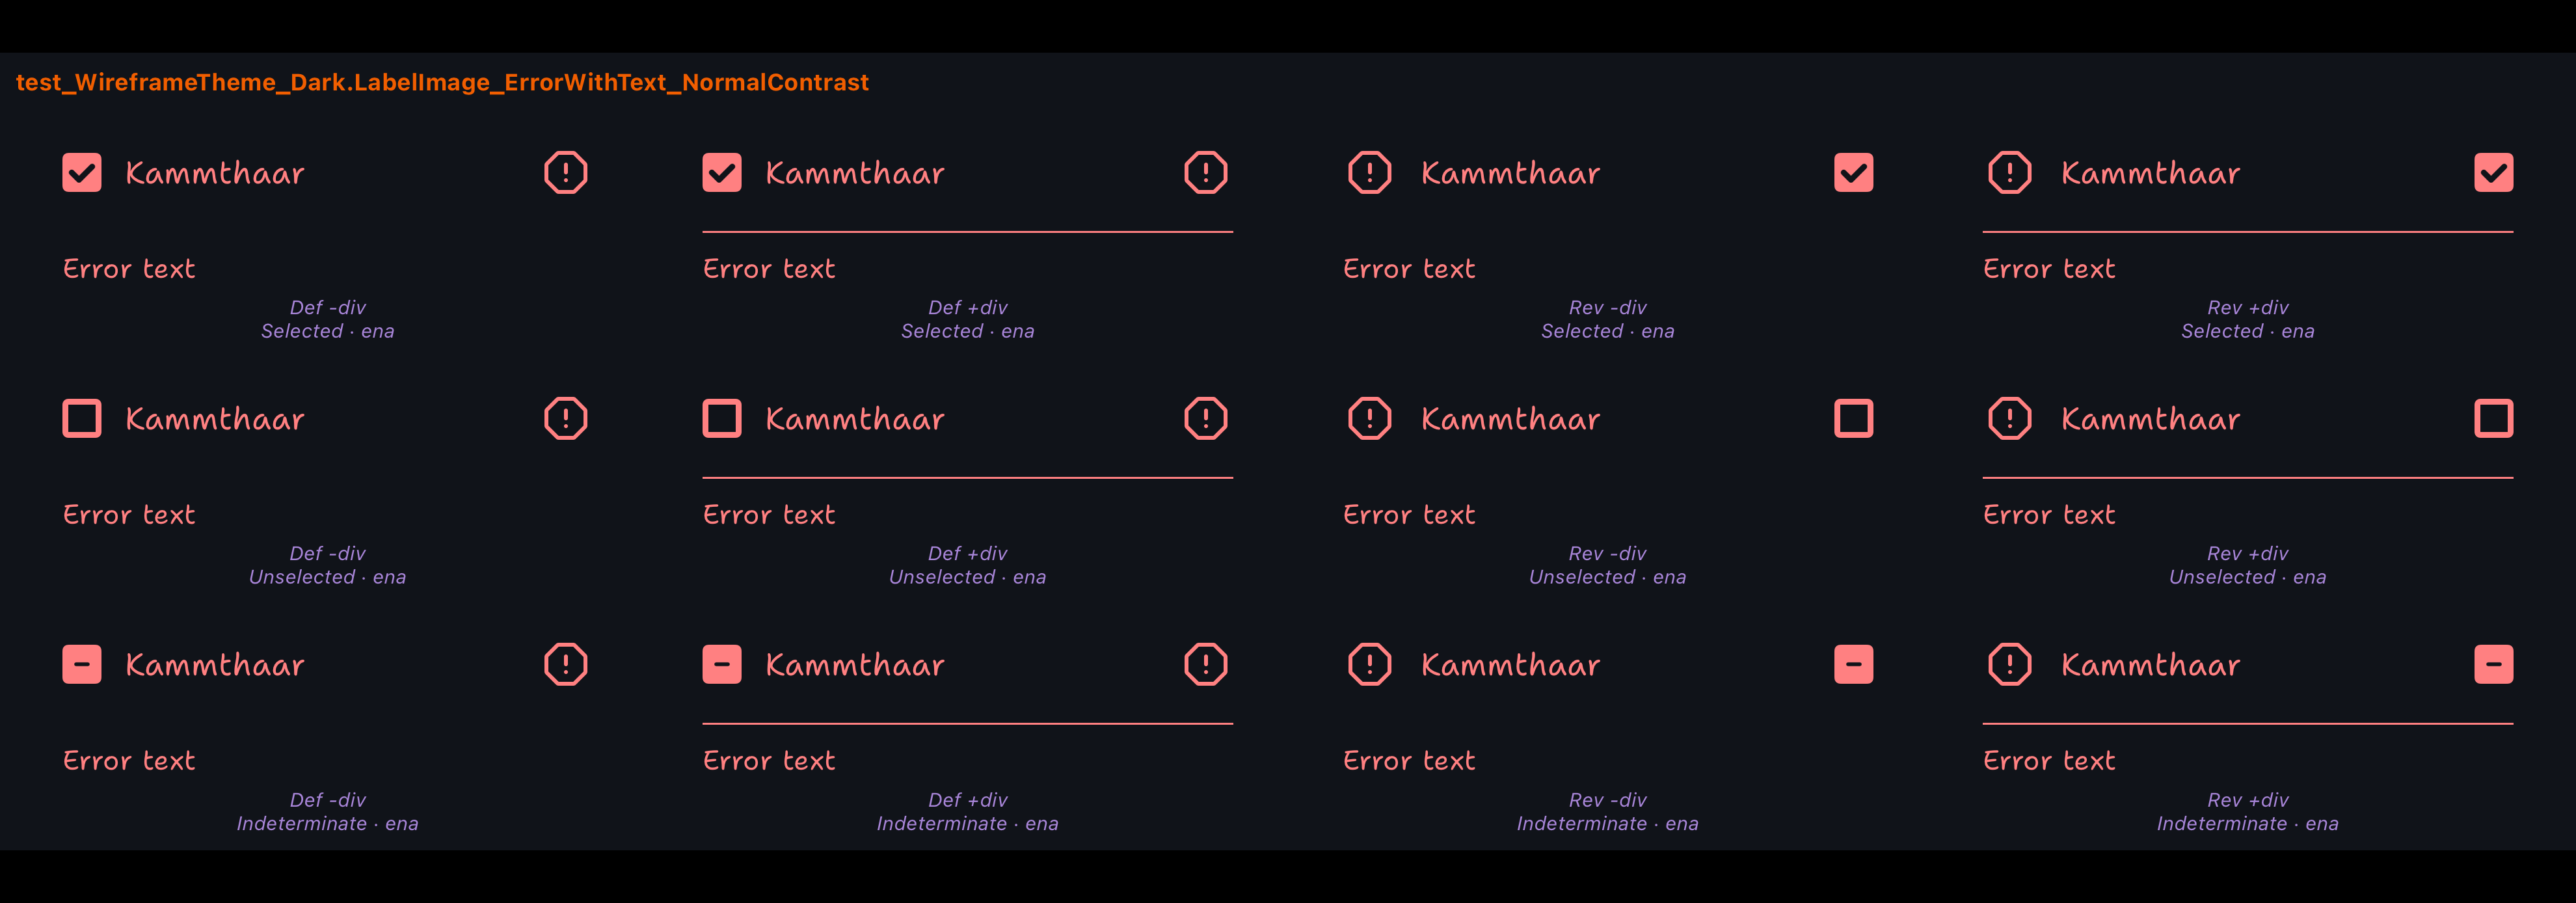 test_WireframeTheme_Dark.LabelImage_ErrorWithText_NormalContrast
Kammthaar
Error text
Def -div
Selected · ena
Kammthaar
Error text
Def +div
Selected · ena
Kammthaar
Error text
Rev -div
Selected · ena
Kammthaar
Error text
Rev +div
Selected · ena
Kammthaar
Error text
Def -div
Unselected · ena
Kammthaar
Error text
Def +div
Unselected · ena
Kammthaar
Error text
Rev -div
Unselected · ena
Kammthaar
Error text
Rev +div
Unselected · ena
Kammthaar
Error text
Def -div
Indeterminate · ena
Kammthaar
Error text
Def +div
Indeterminate · ena
Kammthaar
Error text
Rev -div
Indeterminate · ena
Kammthaar
Error text
Rev +div
Indeterminate · ena